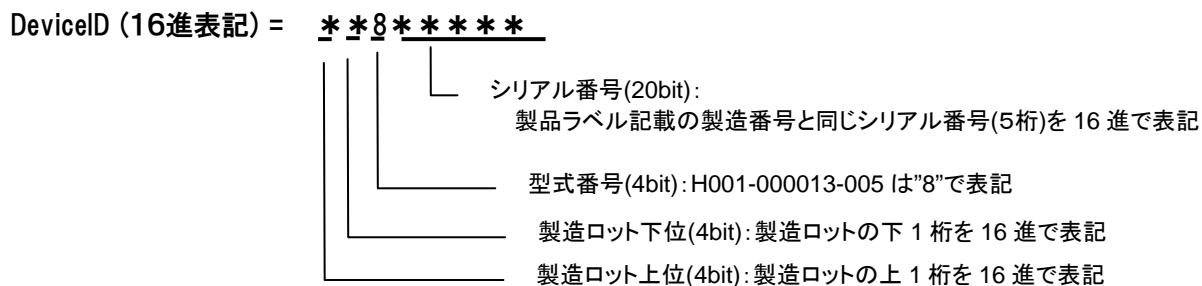 DeviceID (16進表記) = **8*****
シリアル番号(20bit):
製品ラベル記載の製造番号と同じシリアル番号(5桁)を 16 進で表記
型式番号(4bit):H001-000013-005 は"8"で表記
製造ロット下位(4bit):製造ロットの下 1 桁を 16 進で表記
製造ロット上位(4bit):製造ロットの上 1 桁を 16 進で表記